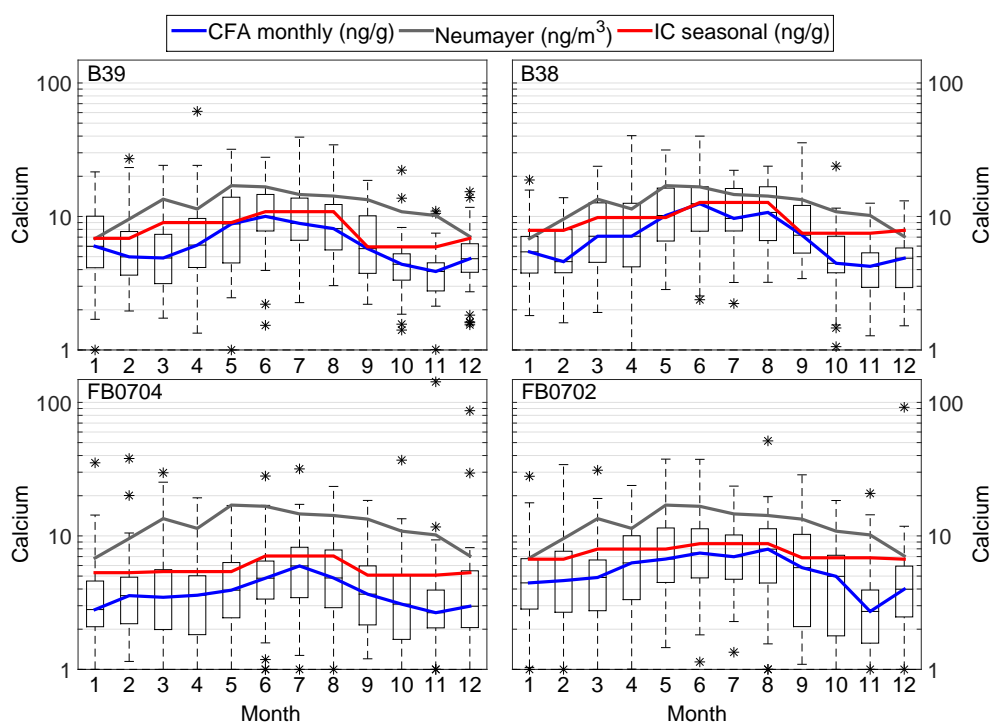 CFA monthly (ng/g) Neumayer (ng/m³) IC seasonal (ng/g)
B39 B38
100 100
10 10
1 1
Calcium Calcium
1 2 3 4 5 6 7 8 9 10 11 12 1 2 3 4 5 6 7 8 9 10 11 12
FB0704 FB0702
100 100
10 10
1 1
Calcium Calcium
1 2 3 4 5 6 7 8 9 10 11 12 1 2 3 4 5 6 7 8 9 10 11 12
Month Month